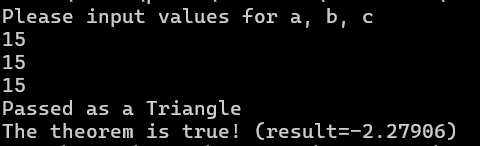 Please input values for a, b, c
15
15
15
Passed as a Triangle
The theorem is true! (result=-2.27906)